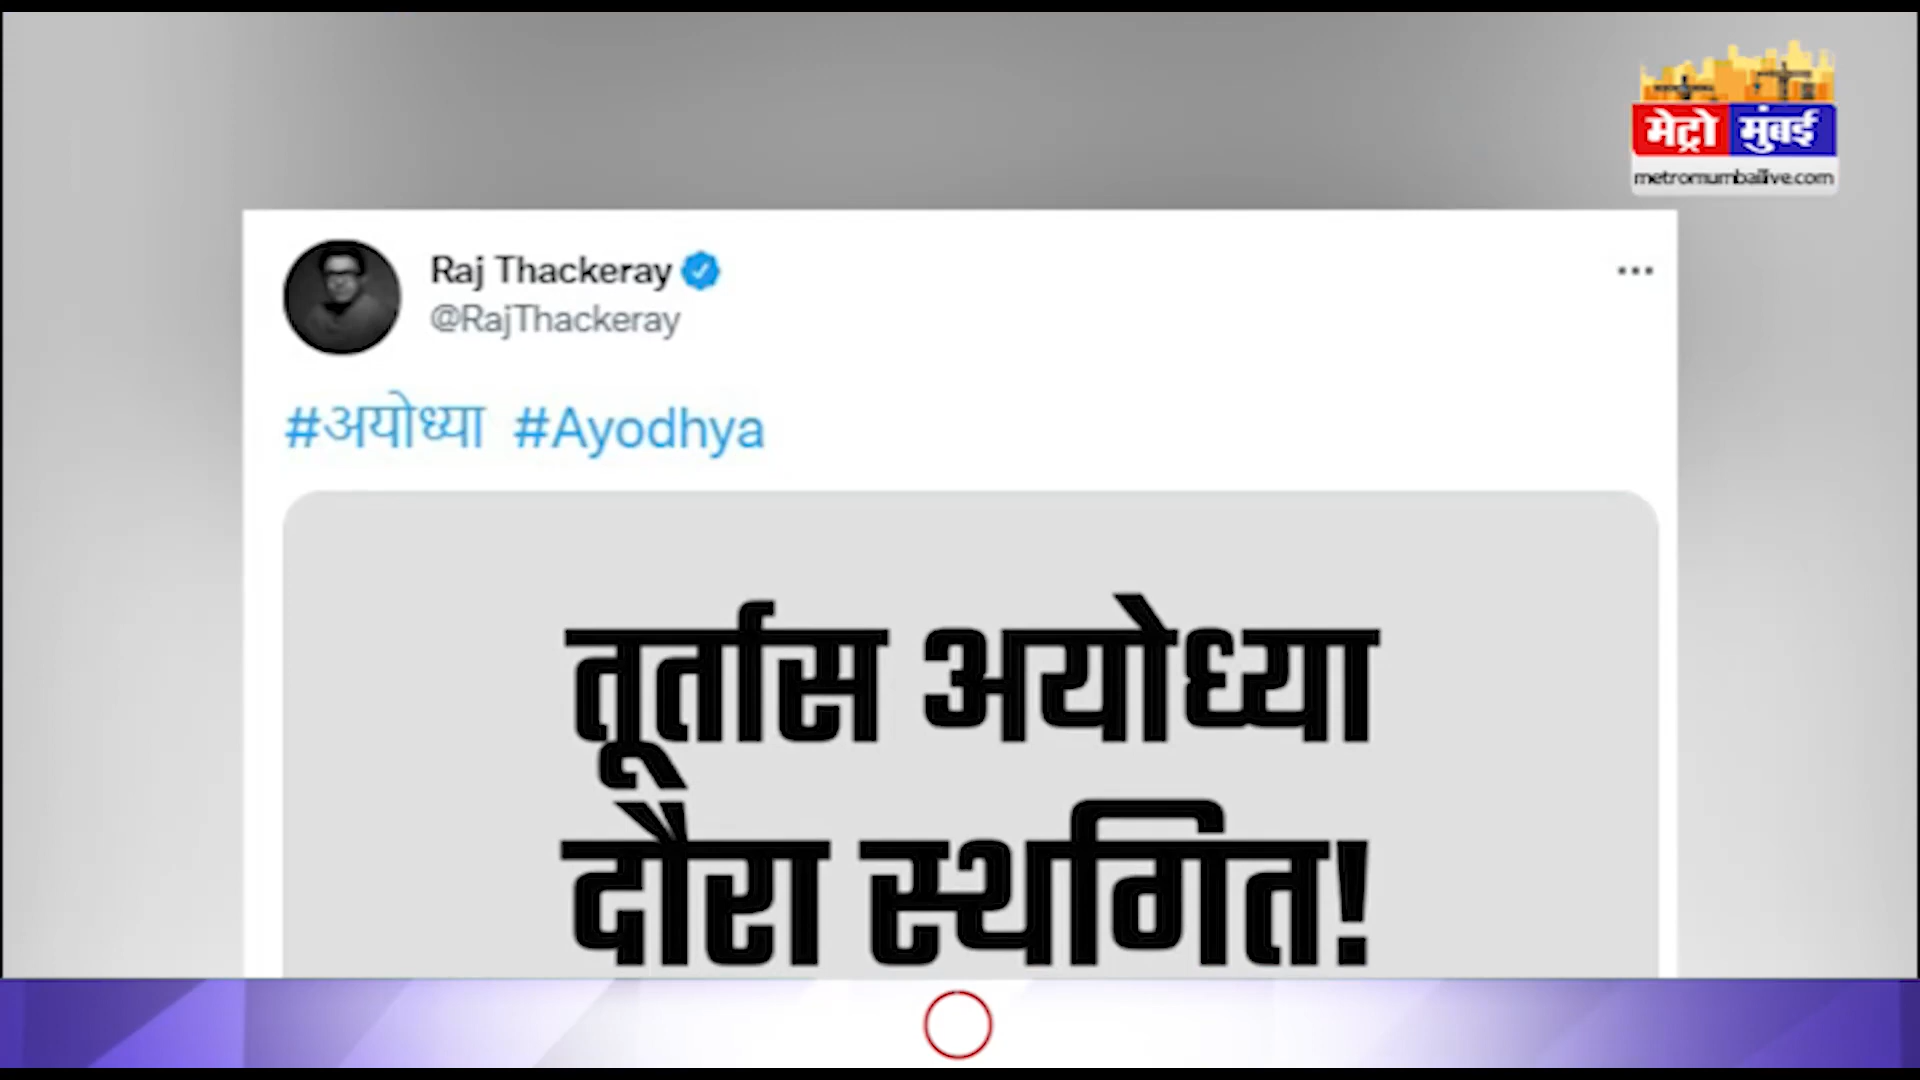 मेट्रो मुंबई
metromumbailive.com
Raj Thackeray
@RajThackeray
#अयोध्या #Ayodhya
तूर्तास अयोध्या
दौरा स्थगित!